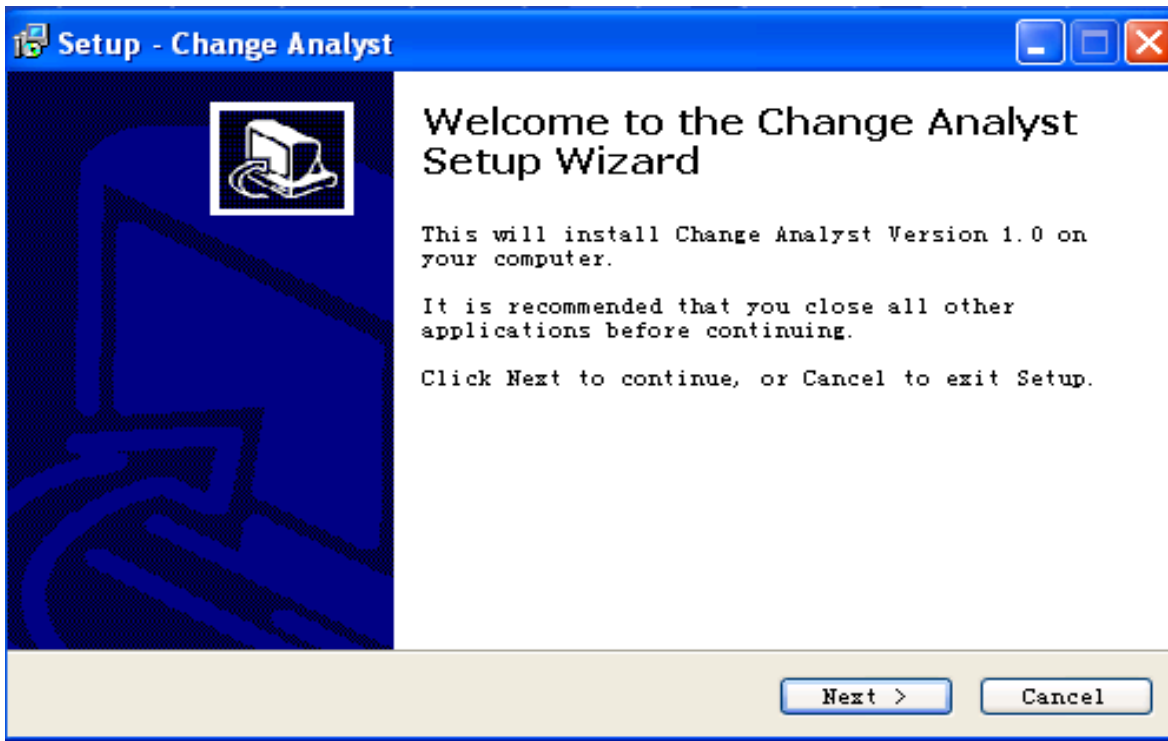 Setup - Change Analyst
Welcome to the Change Analyst
Setup Wizard
This will install Change Analyst Version 1.0 on
your computer.
It is recommended that you close all other
applications before continuing.
Click Next to continue, or Cancel to exit Setup.
Next >
Cancel